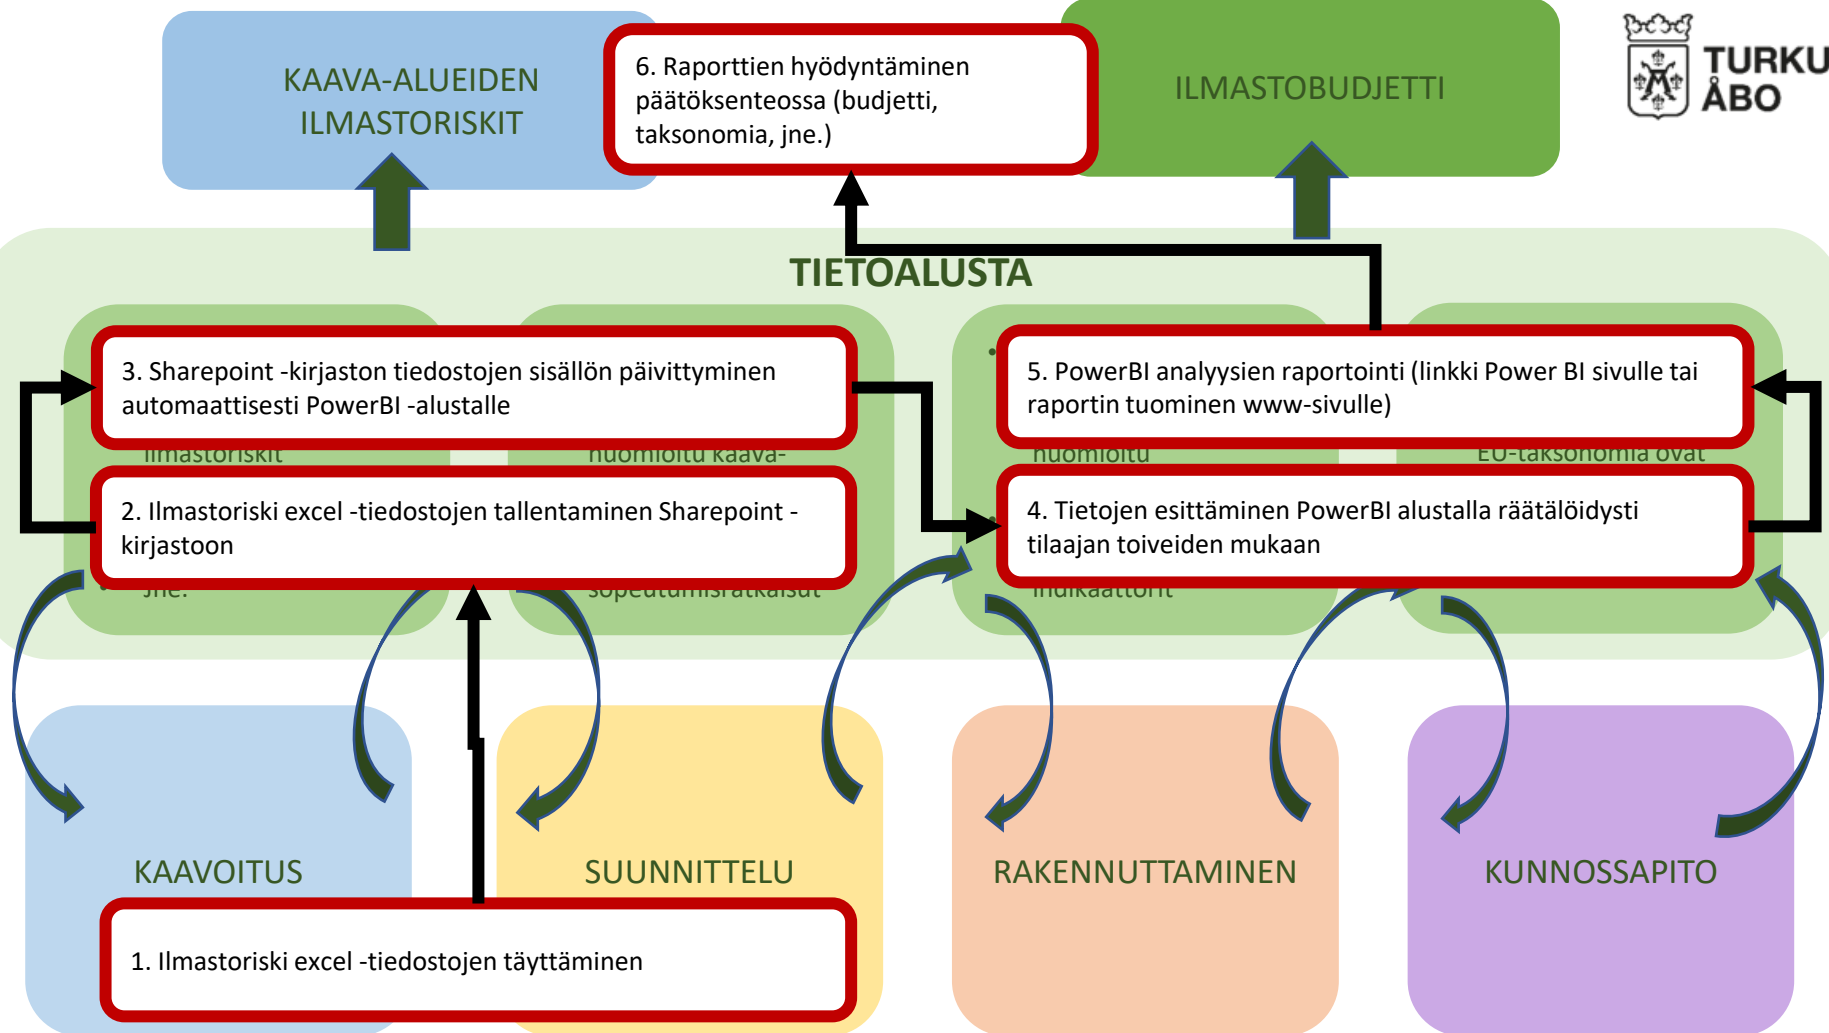 KAAVA-ALUEIDEN
ILMASTORISKIT
6. Raporttien hyödyntäminen
päätöksenteossa (budjetti,
taksonomia, jne.)
ILMASTOBUDJETTI
TURKU
ÅBO
TIETOALUSTA
3. Sharepoint -kirjaston tiedostojen sisällön päivittyminen
automaattisesti PowerBI -alustalle
•
5. PowerBI analyysien raportointi (linkki Power BI sivulle tai
raportin tuominen www-sivulle)
ilmastoriskit
huomioitu kaava-
huomioitu
EU-taksonomia ovat
2. Ilmastoriski excel -tiedostojen tallentaminen Sharepoint -
kirjastoon
4. Tietojen esittäminen PowerBI alustalla räätälöidysti
tilaajan toiveiden mukaan
• Jne.
sopeutumisratkaisut
indikaattorit
KAAVOITUS
SUUNNITTELU
RAKENNUTTAMINEN
KUNNOSSAPITO
1. Ilmastoriski excel -tiedostojen täyttäminen